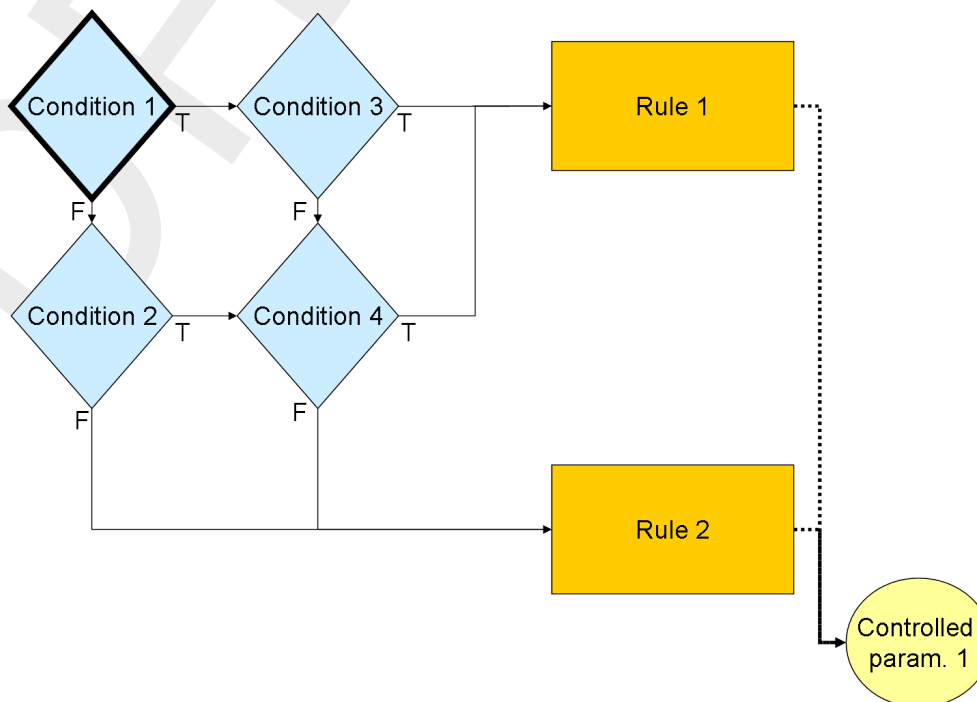 Condition 1
T
Condition 3
T
Rule 1
F
F
Condition 2
T
Condition 4
T
F
F
Rule 2
Controlled
param. 1